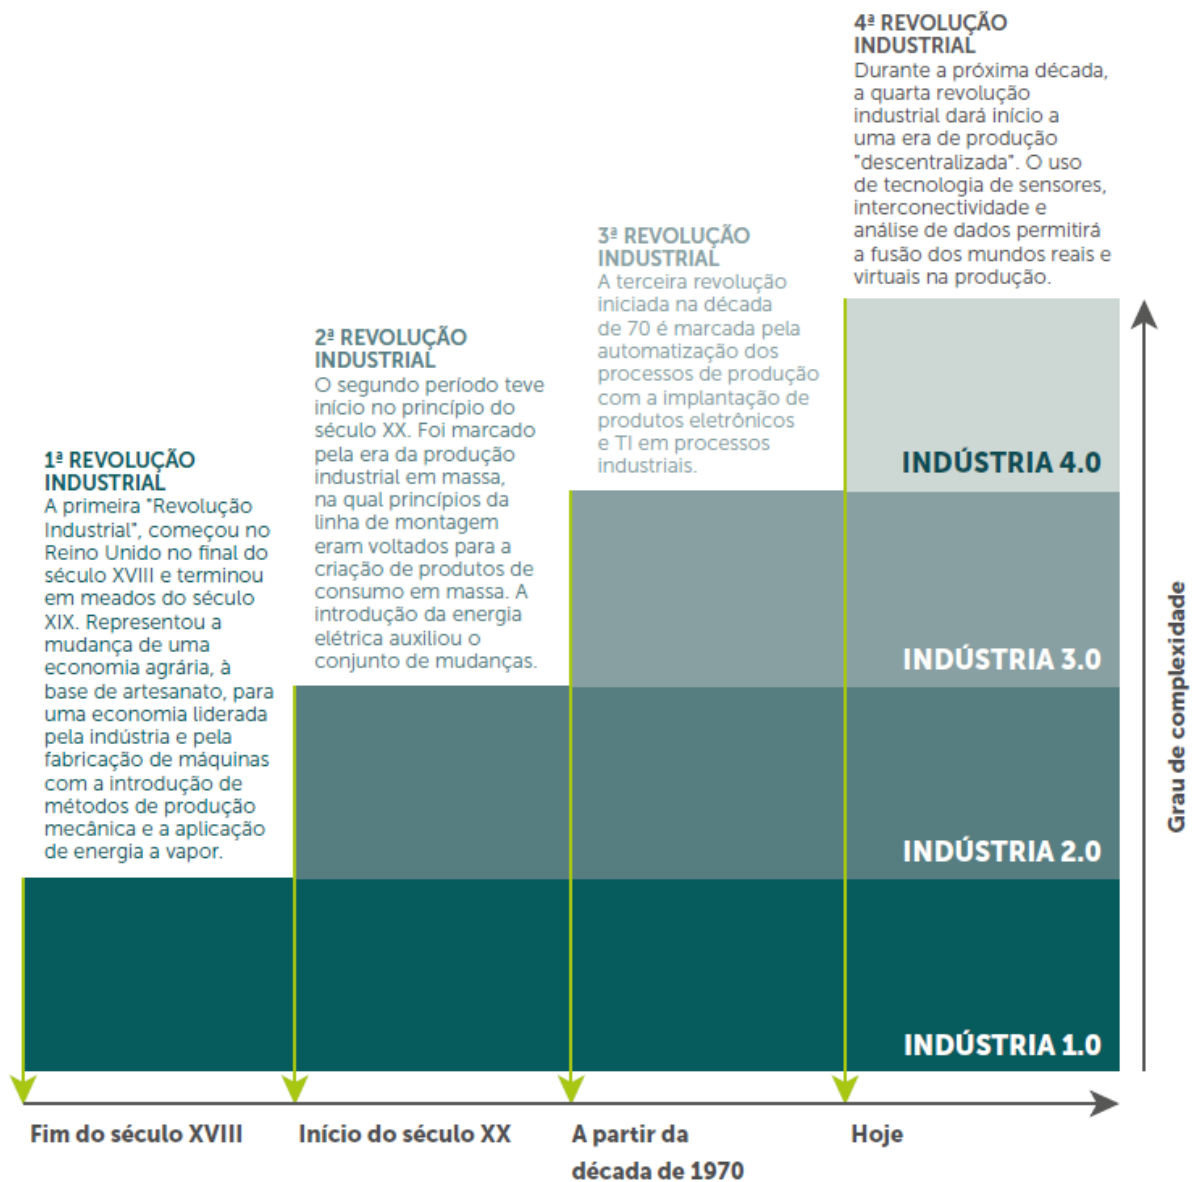 4ª REVOLUÇÃO
INDUSTRIAL
Durante a próxima década,
a quarta revolução
industrial dará início a
uma era de produção
"descentralizada". O uso
de tecnologia de sensores,
interconectividade e
análise de dados permitirá
a fusão dos mundos reais e
virtuais na produção.
3ª REVOLUÇÃO
INDUSTRIAL
A terceira revolução
iniciada na década
de 70 é marcada pela
automatização dos
processos de produção
com a implantação de
produtos eletrônicos
e TI em processos
industriais.
2ª REVOLUÇÃO
INDUSTRIAL
O segundo período teve
início no princípio do
século XX. Foi marcado
pela era da produção
industrial em massa,
na qual princípios da
linha de montagem
eram voltados para a
criação de produtos de
consumo em massa. A
introdução da energia
elétrica auxiliou o
conjunto de mudanças.
1ª REVOLUÇÃO
INDUSTRIAL
A primeira "Revolução
Industrial", começou no
Reino Unido no final do
século XVIII e terminou
em meados do século
XIX. Representou a
mudança de uma
economia agrária, à
base de artesanato, para
uma economia liderada
pela indústria e pela
fabricação de máquinas
com a introdução de
métodos de produção
mecânica e a aplicação
de energia a vapor.
INDÚSTRIA 4.0
INDÚSTRIA 3.0
INDÚSTRIA 2.0
INDÚSTRIA 1.0
Grau de complexidade
Fim do século XVIII
Início do século XX
A partir da
década de 1970
Hoje